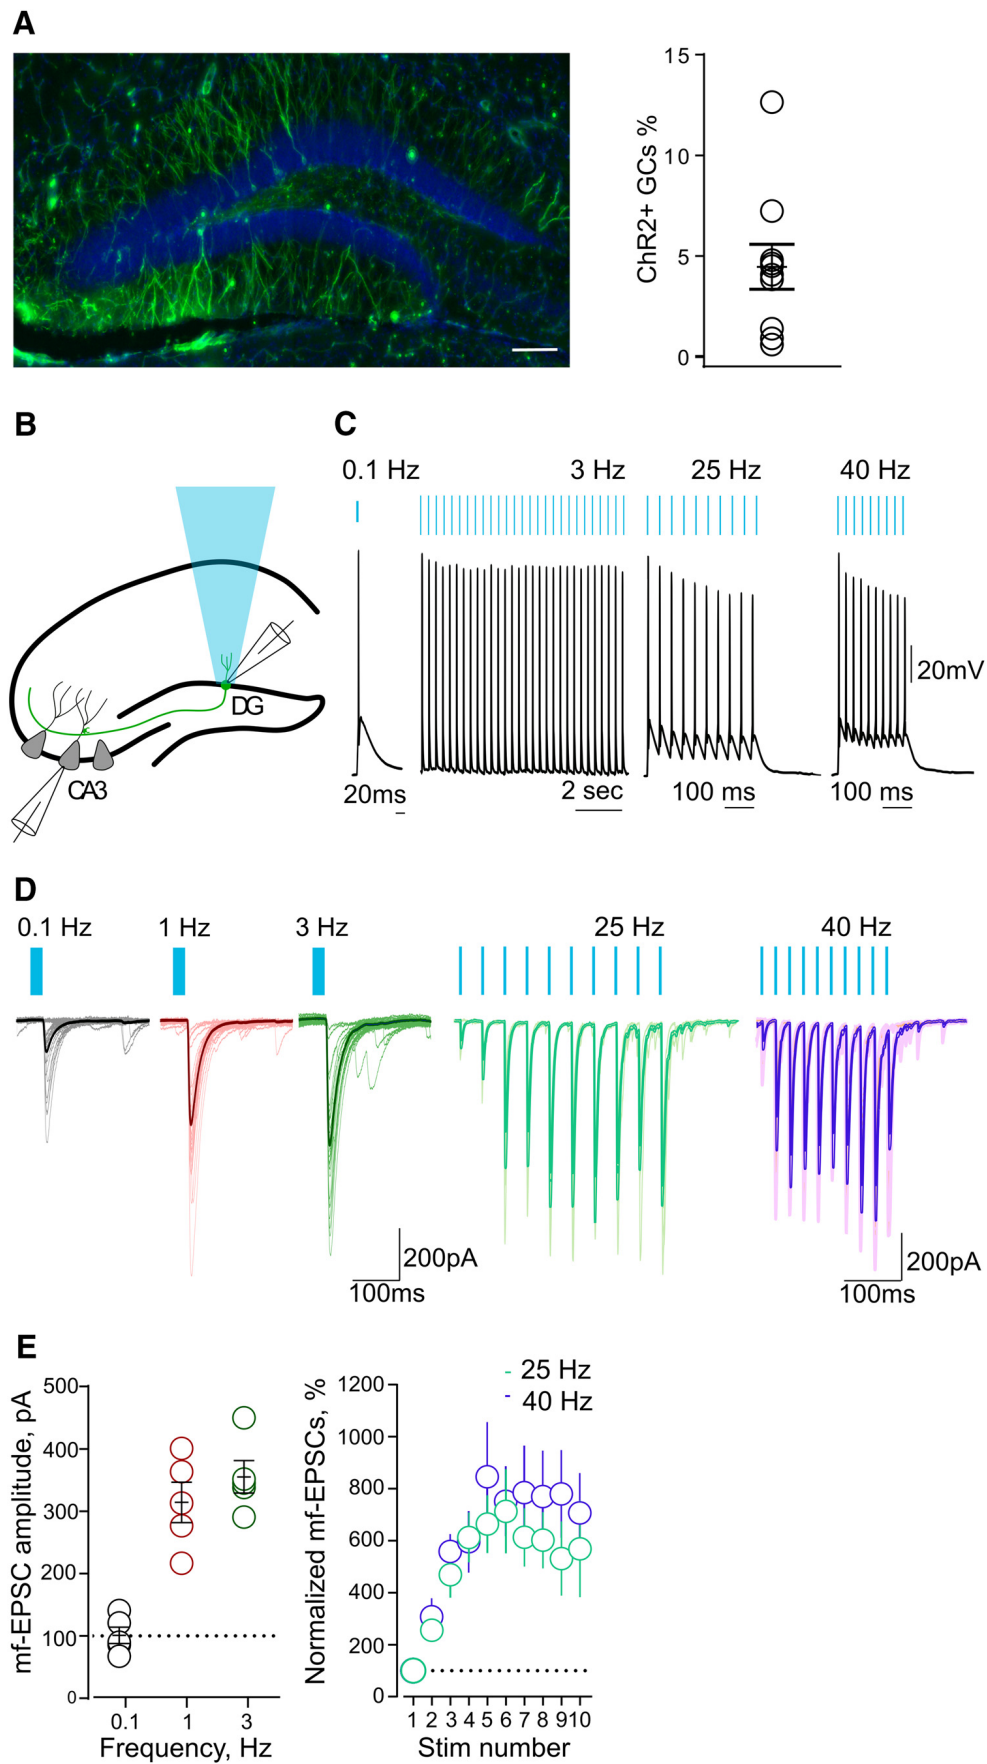 A
ChR2+ GCs %
15
10
5
0
B
DG
CA3
C
0.1 Hz
3 Hz
25 Hz
40 Hz
20mV
20ms
2 sec
100 ms
100 ms
D
0.1 Hz
1 Hz
3 Hz
25 Hz
40 Hz
200pA
100ms
200pA
100ms
E
mf-EPSC amplitude, pA
500
400
300
200
100
0
0.1 1 3
Frequency, Hz
25 Hz
40 Hz
Normalized mf-EPSCs, %
1200
1000
800
600
400
200
0
1 2 3 4 5 6 7 8 9 10
Stim number